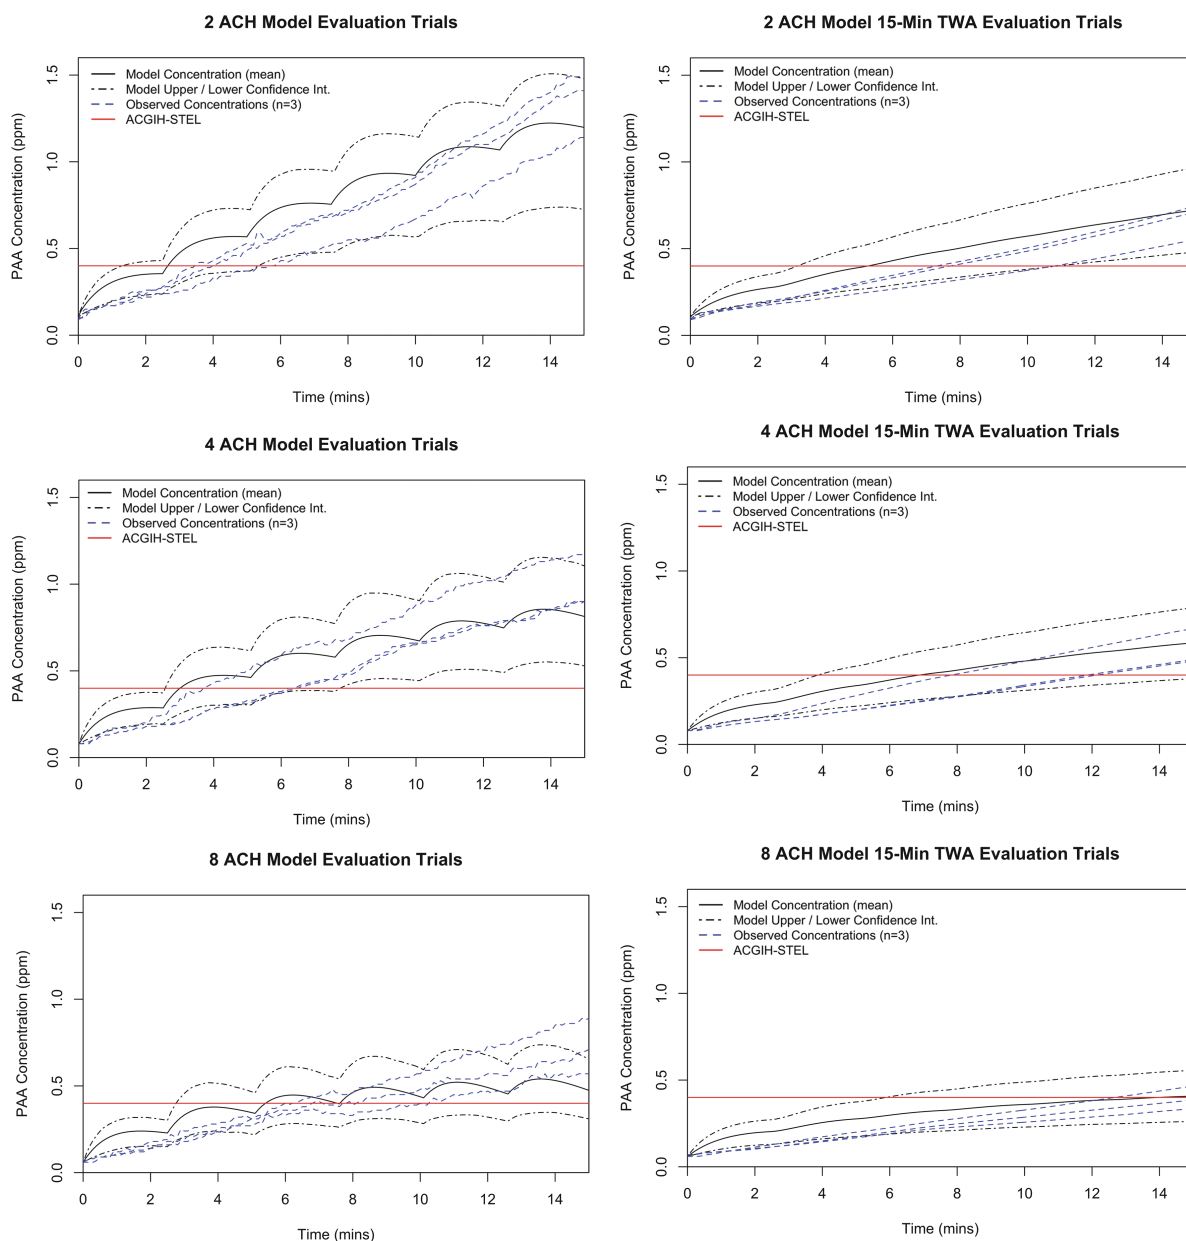 2 ACH Model Evaluation Trials
Model Concentration (mean)
Model Upper / Lower Confidence Int.
Observed Concentrations (n=3)
ACGIH-STEL
PAA Concentration (ppm)
0.0 0.5 1.0 1.5
0 2 4 6 8 10 12 14
Time (mins)
2 ACH Model 15-Min TWA Evaluation Trials
Model Concentration (mean)
Model Upper / Lower Confidence Int.
Observed Concentrations (n=3)
ACGIH-STEL
PAA Concentration (ppm)
0.0 0.5 1.0 1.5
0 2 4 6 8 10 12 14
Time (mins)
4 ACH Model Evaluation Trials
Model Concentration (mean)
Model Upper / Lower Confidence Int.
Observed Concentrations (n=3)
ACGIH-STEL
PAA Concentration (ppm)
0.0 0.5 1.0 1.5
0 2 4 6 8 10 12 14
Time (mins)
4 ACH Model 15-Min TWA Evaluation Trials
Model Concentration (mean)
Model Upper / Lower Confidence Int.
Observed Concentrations (n=3)
ACGIH-STEL
PAA Concentration (ppm)
0.0 0.5 1.0 1.5
0 2 4 6 8 10 12 14
Time (mins)
8 ACH Model Evaluation Trials
PAA Concentration (ppm)
0.0 0.5 1.0 1.5
0 2 4 6 8 10 12 14
Time (mins)
8 ACH Model 15-Min TWA Evaluation Trials
Model Concentration (mean)
Model Upper / Lower Confidence Int.
Observed Concentrations (n=3)
ACGIH-STEL
PAA Concentration (ppm)
0.0 0.5 1.0 1.5
0 2 4 6 8 10 12 14
Time (mins)